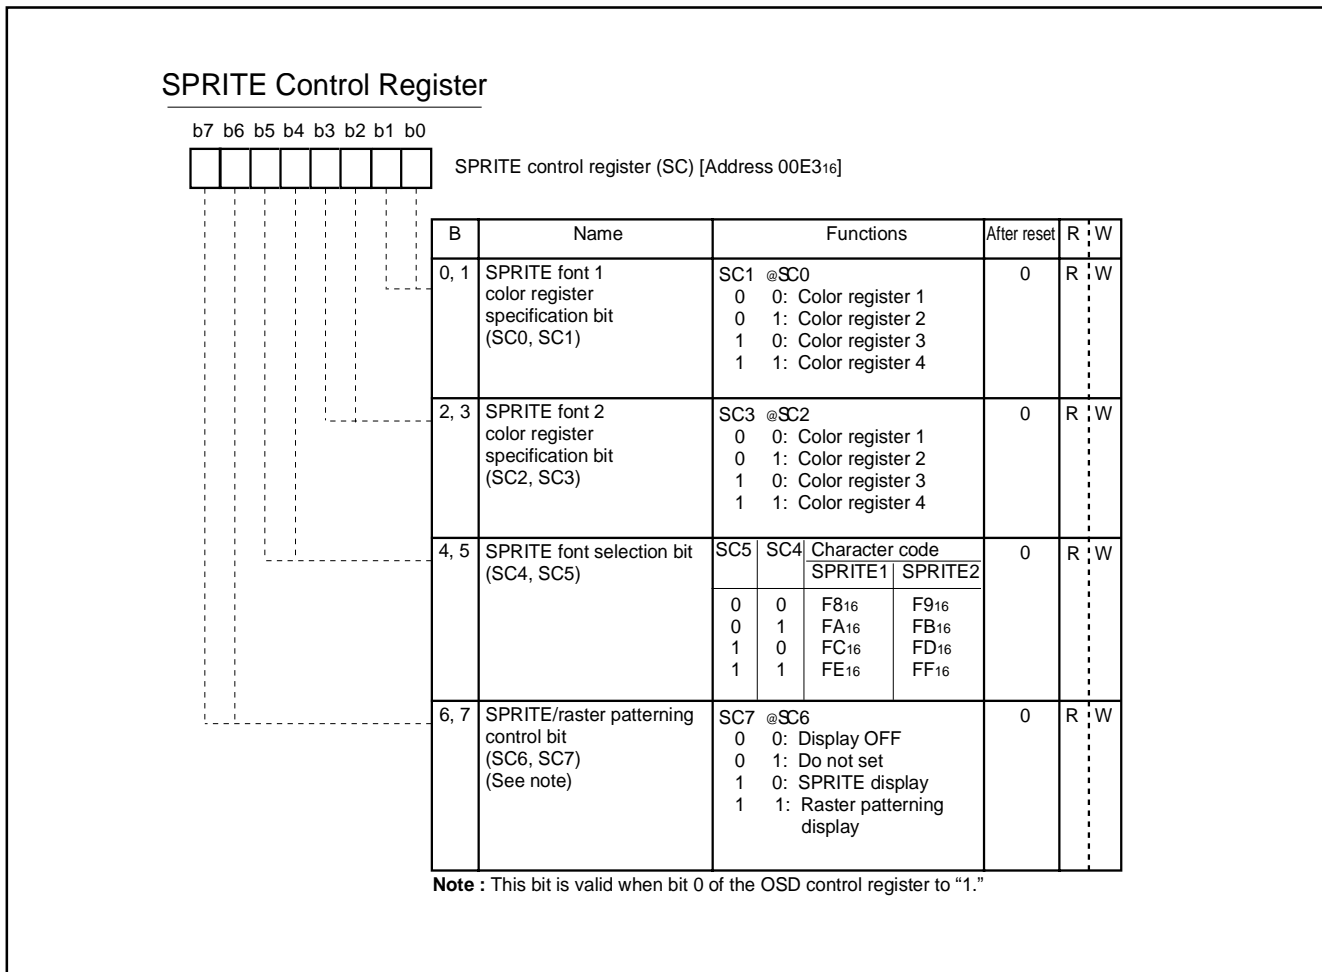 SPRITE Control Register
b7 b6 b5 b4 b3 b2 b1 b0
SPRITE control register (SC) [Address 00E316]
B Name Functions After reset R W
0, 1 SPRITE font 1 color register specification bit (SC0, SC1)
SC1 @SC0
0 0: Color register 1
0 1: Color register 2
1 0: Color register 3
1 1: Color register 4
0 R W
2, 3 SPRITE font 2 color register specification bit (SC2, SC3)
SC3 @SC2
0 0: Color register 1
0 1: Color register 2
1 0: Color register 3
1 1: Color register 4
0 R W
4, 5 SPRITE font selection bit (SC4, SC5)
SC5 SC4 Character code
SPRITE1 SPRITE2
0 0 F816 F916
0 1 FA16 FB16
1 0 FC16 FD16
1 1 FE16 FF16
0 R W
6, 7 SPRITE/raster patterning control bit (SC6, SC7) (See note)
SC7 @SC6
0 0: Display OFF
0 1: Do not set
1 0: SPRITE display
1 1: Raster patterning display
0 R W
Note : This bit is valid when bit 0 of the OSD control register to “1.”